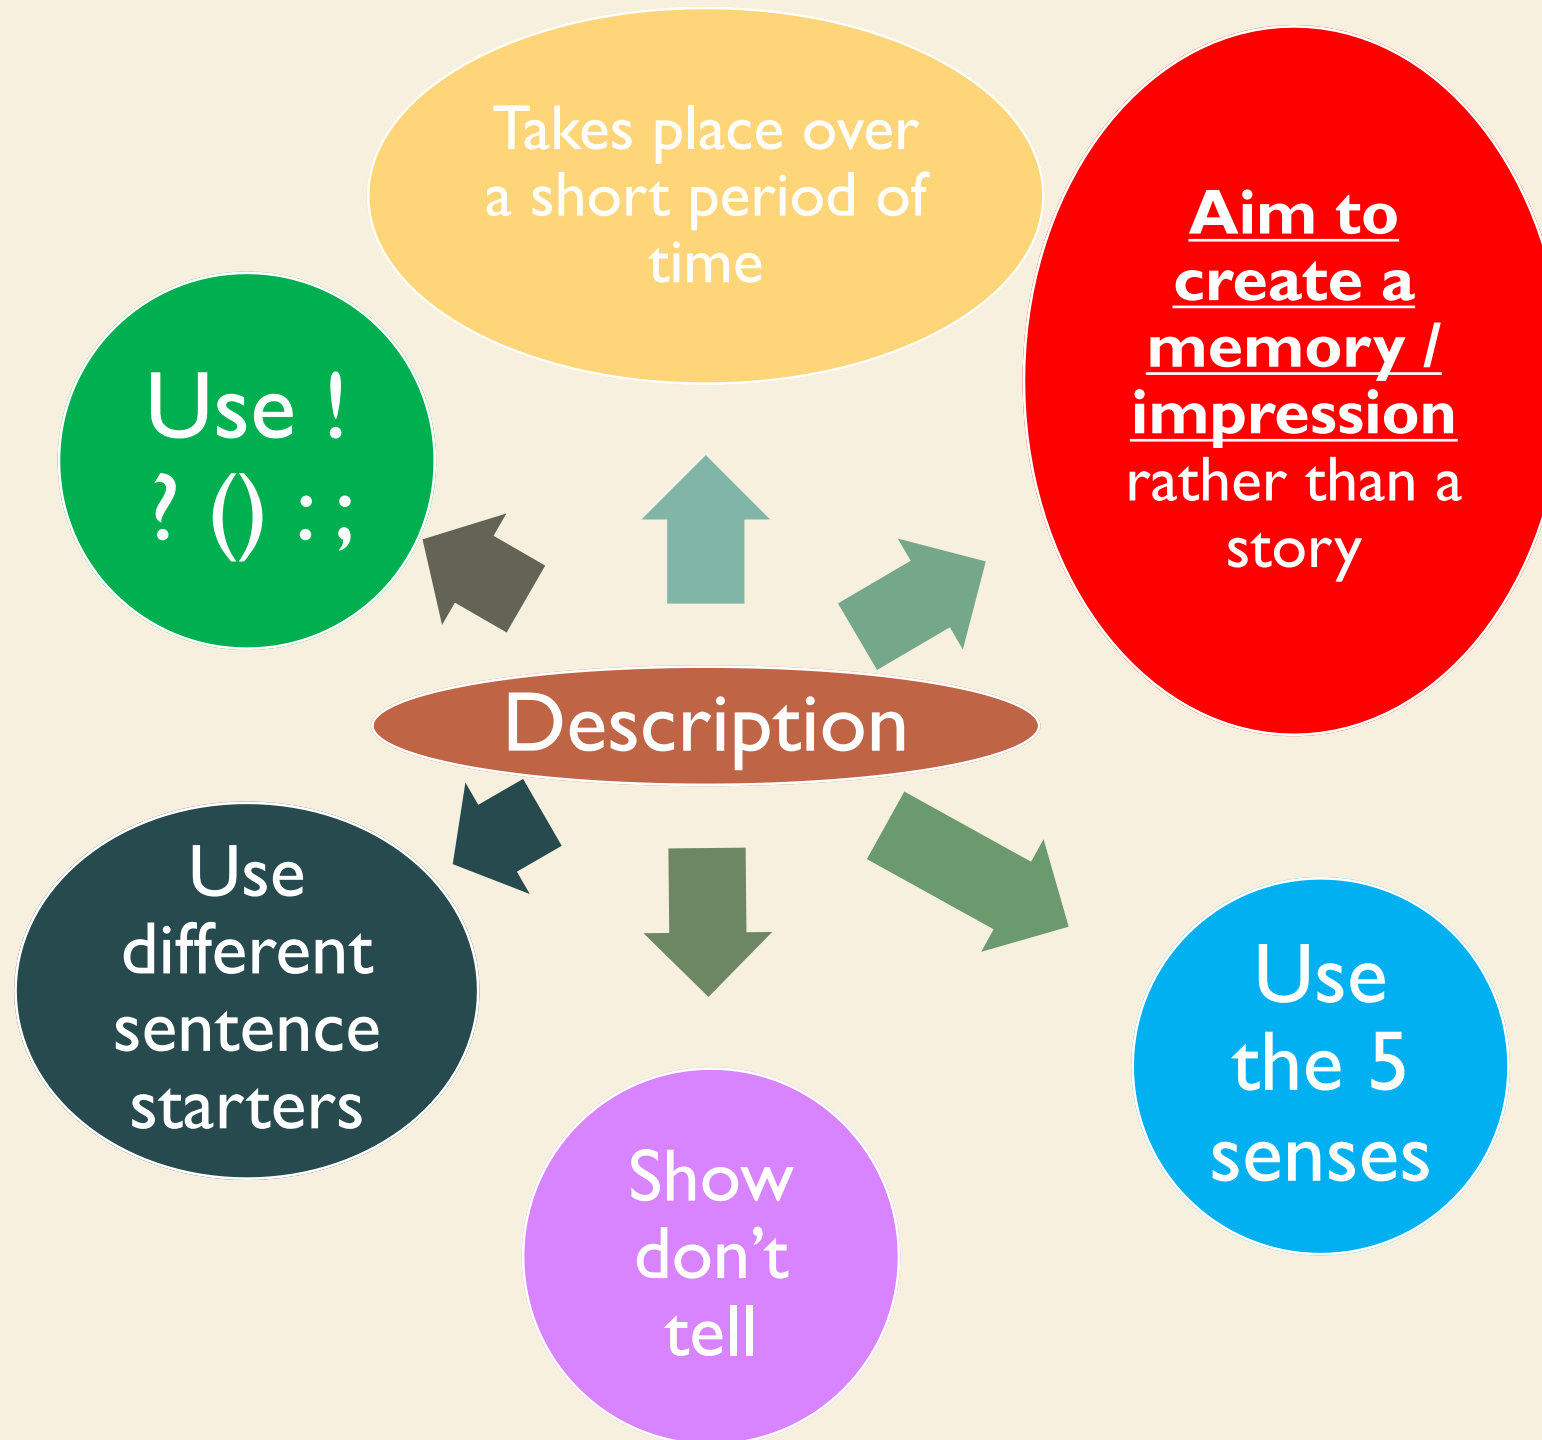 Takes place over
a short period of
time
Aim to
create a
memory /
impression
rather than a
story
Use !
? () : ;
Description
Use
different
sentence
starters
Use
the 5
senses
Show
don’t
tell